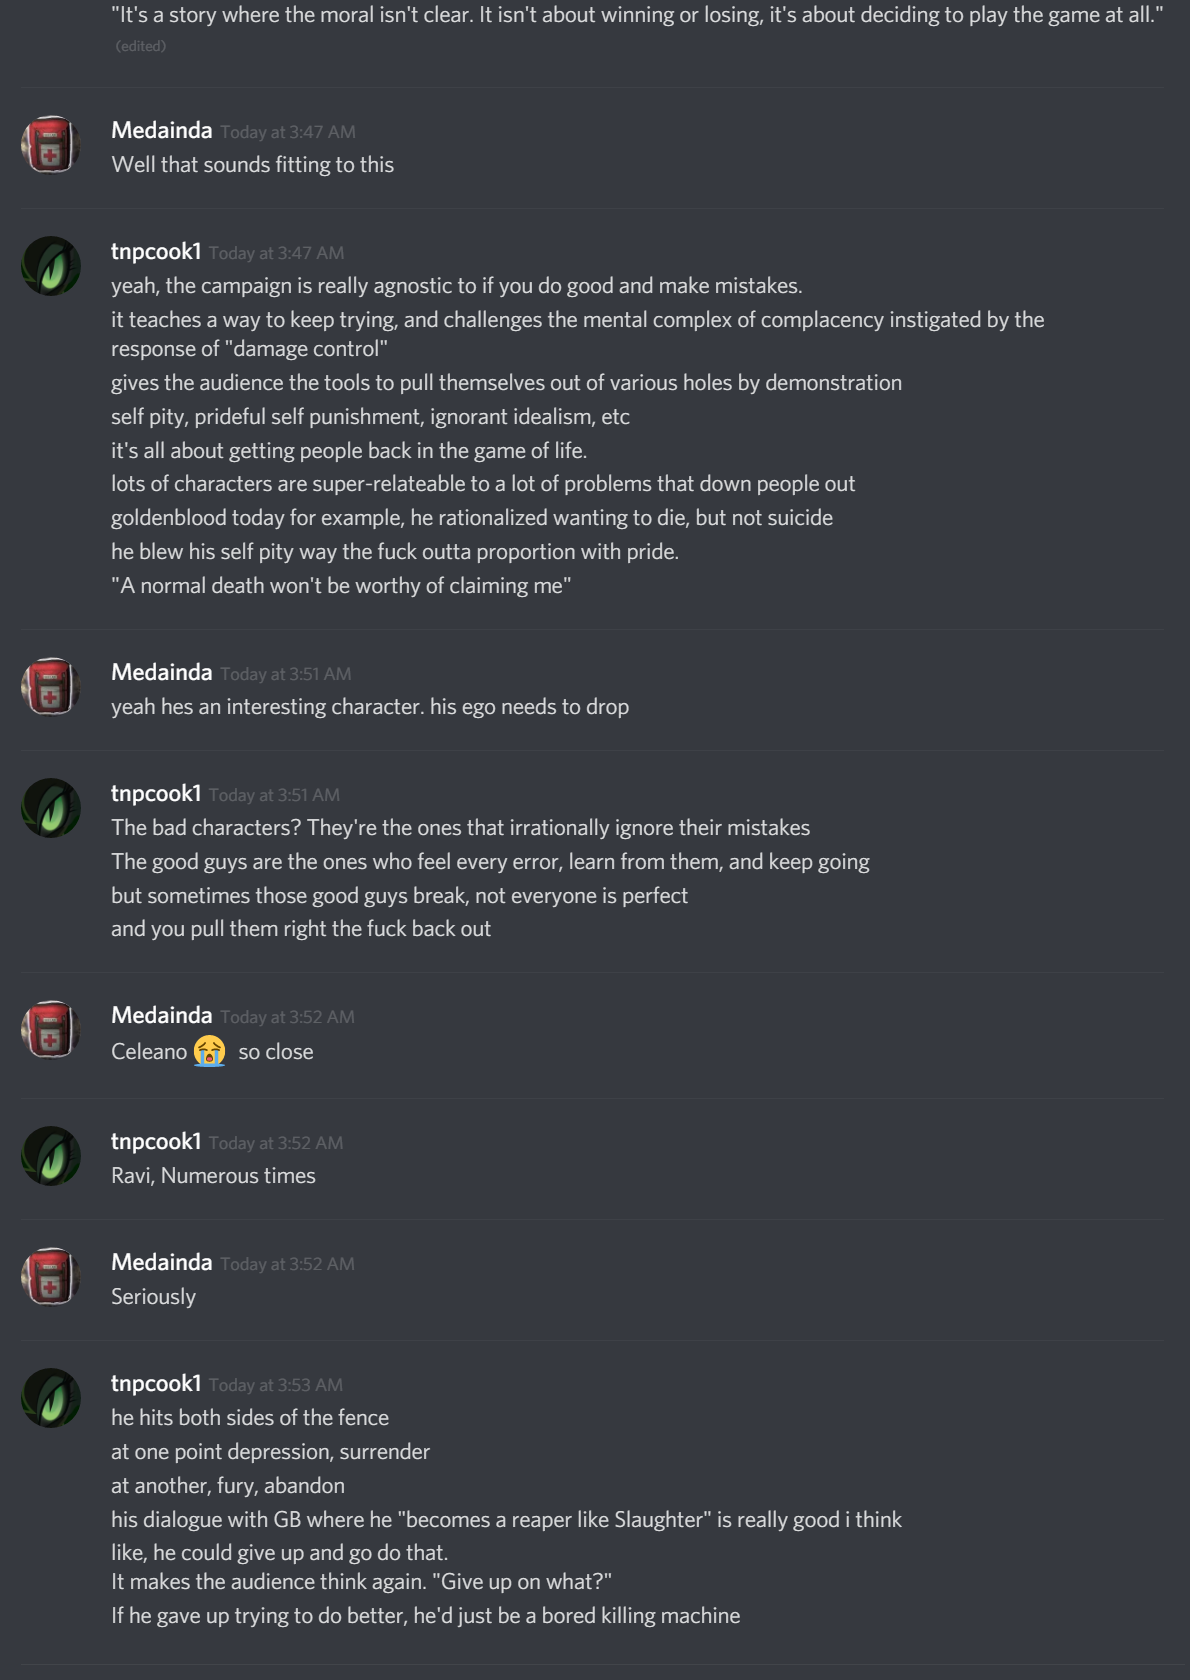 "It's a story where the moral isn't clear. It isn't about winning or losing, it's about deciding to play the game at all."
(edited)
Medainda Today at 3:47 AM
Well that sounds fitting to this
tnpcook1 Today at 3:47 AM
yeah, the campaign is really agnostic to if you do good and make mistakes.
it teaches a way to keep trying, and challenges the mental complex of complacency instigated by the
response of "damage control"
gives the audience the tools to pull themselves out of various holes by demonstration
self pity, prideful self punishment, ignorant idealism, etc
it's all about getting people back in the game of life.
lots of characters are super-relateable to a lot of problems that down people out
goldenblood today for example, he rationalized wanting to die, but not suicide
he blew his self pity way the fuck outta proportion with pride.
"A normal death won't be worthy of claiming me"
Medainda Today at 3:51 AM
yeah hes an interesting character. his ego needs to drop
tnpcook1 Today at 3:51 AM
The bad characters? They're the ones that irrationally ignore their mistakes
The good guys are the ones who feel every error, learn from them, and keep going
but sometimes those good guys break, not everyone is perfect
and you pull them right the fuck back out
Medainda Today at 3:52 AM
Celeano 😭 so close
tnpcook1 Today at 3:52 AM
Ravi, Numerous times
Medainda Today at 3:52 AM
Seriously
tnpcook1 Today at 3:53 AM
he hits both sides of the fence
at one point depression, surrender
at another, fury, abandon
his dialogue with GB where he "becomes a reaper like Slaughter" is really good i think
like, he could give up and go do that.
It makes the audience think again. "Give up on what?"
If he gave up trying to do better, he'd just be a bored killing machine